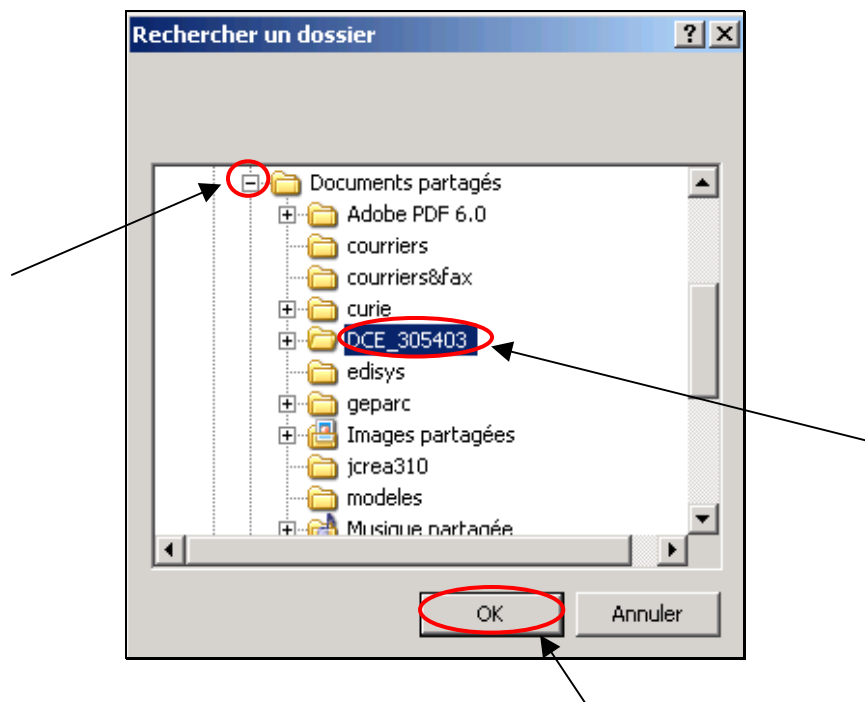 Rechercher un dossier
Documents partagés
Adobe PDF 6.0
courriers
courriers&fax
curie
DCE_305403
edisys
geparc
Images partagées
jcrea310
modeles
Musique partagée
OK Annuler